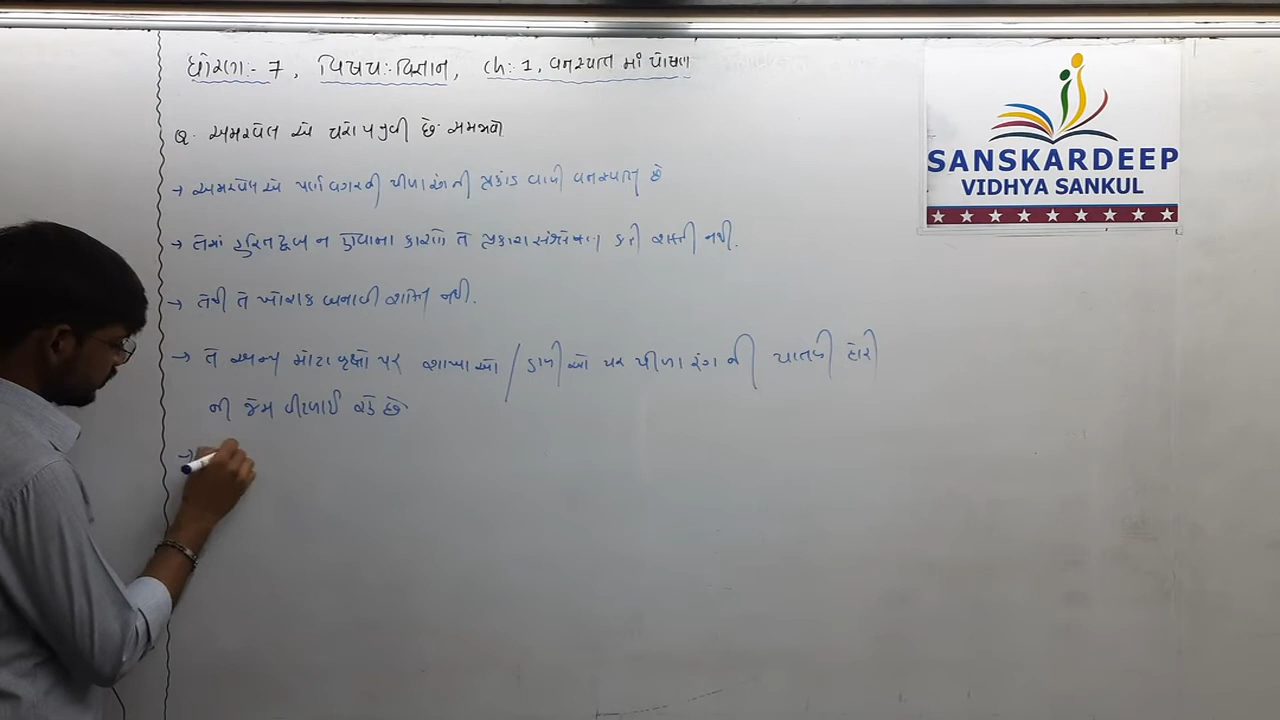 ધોરણ:- 7, વિષય:- વિજ્ઞાન, ch:1, વનસ્પતિ માં પોષણ
Q. અમરવેલ એ પરોપજીવી છે. સમજાવો
→ અમરવેલ એ પર્ણ વગરની પીળા રંગની પ્રકાંડ વાળી વનસ્પતિ છે
→ તેમાં હરિતદ્રવ્ય ન હોવાના કારણે તે પ્રકાશસંશ્લેષણ કરી શકતી નથી.
→ તેથી તે ખોરાક બનાવી શકતિ નથી.
→ તે અન્ય મોટા વૃક્ષો પર શાખાઓ / ડાળીઓ પર પીળા રંગ ની પાતળી દોરી
ની જેમ વીંટળાઈ રહે છે
→
SANSKARDEEP
VIDHYA SANKUL